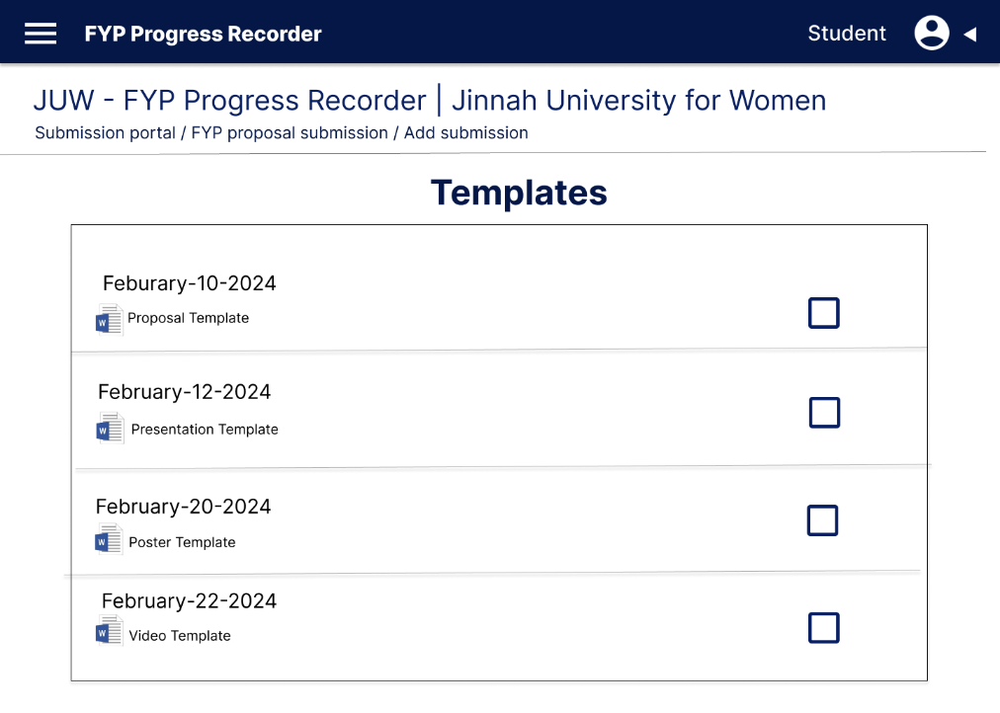 FYP Progress Recorder
Student
JUW - FYP Progress Recorder | Jinnah University for Women
Submission portal / FYP proposal submission / Add submission
Templates
Feburary-10-2024
W Proposal Template
February-12-2024
W Presentation Template
February-20-2024
W Poster Template
February-22-2024
W Video Template